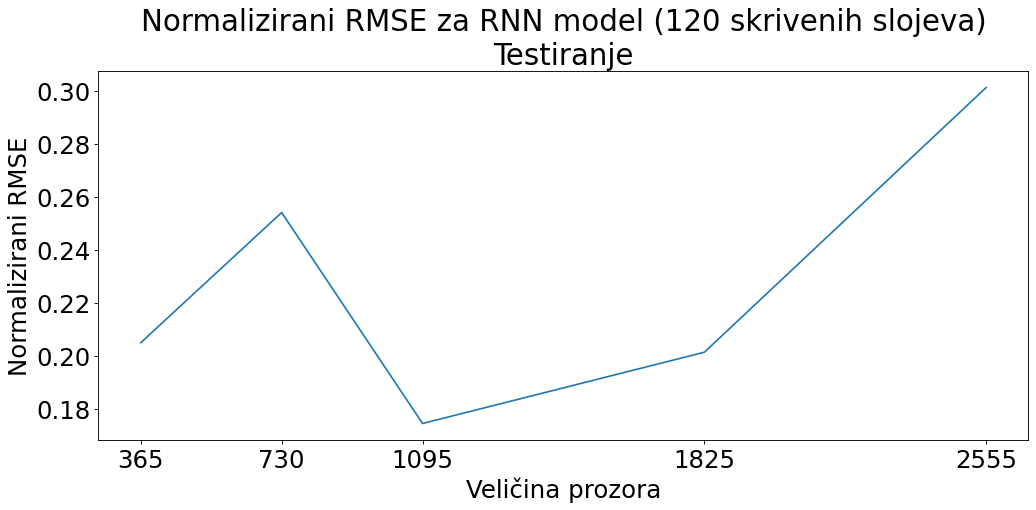 Normalizirani RMSE za RNN model (120 skrivenih slojeva)
Testiranje
Normalizirani RMSE
0.30
0.28
0.26
0.24
0.22
0.20
0.18
365 730 1095 1825 2555
Veličina prozora